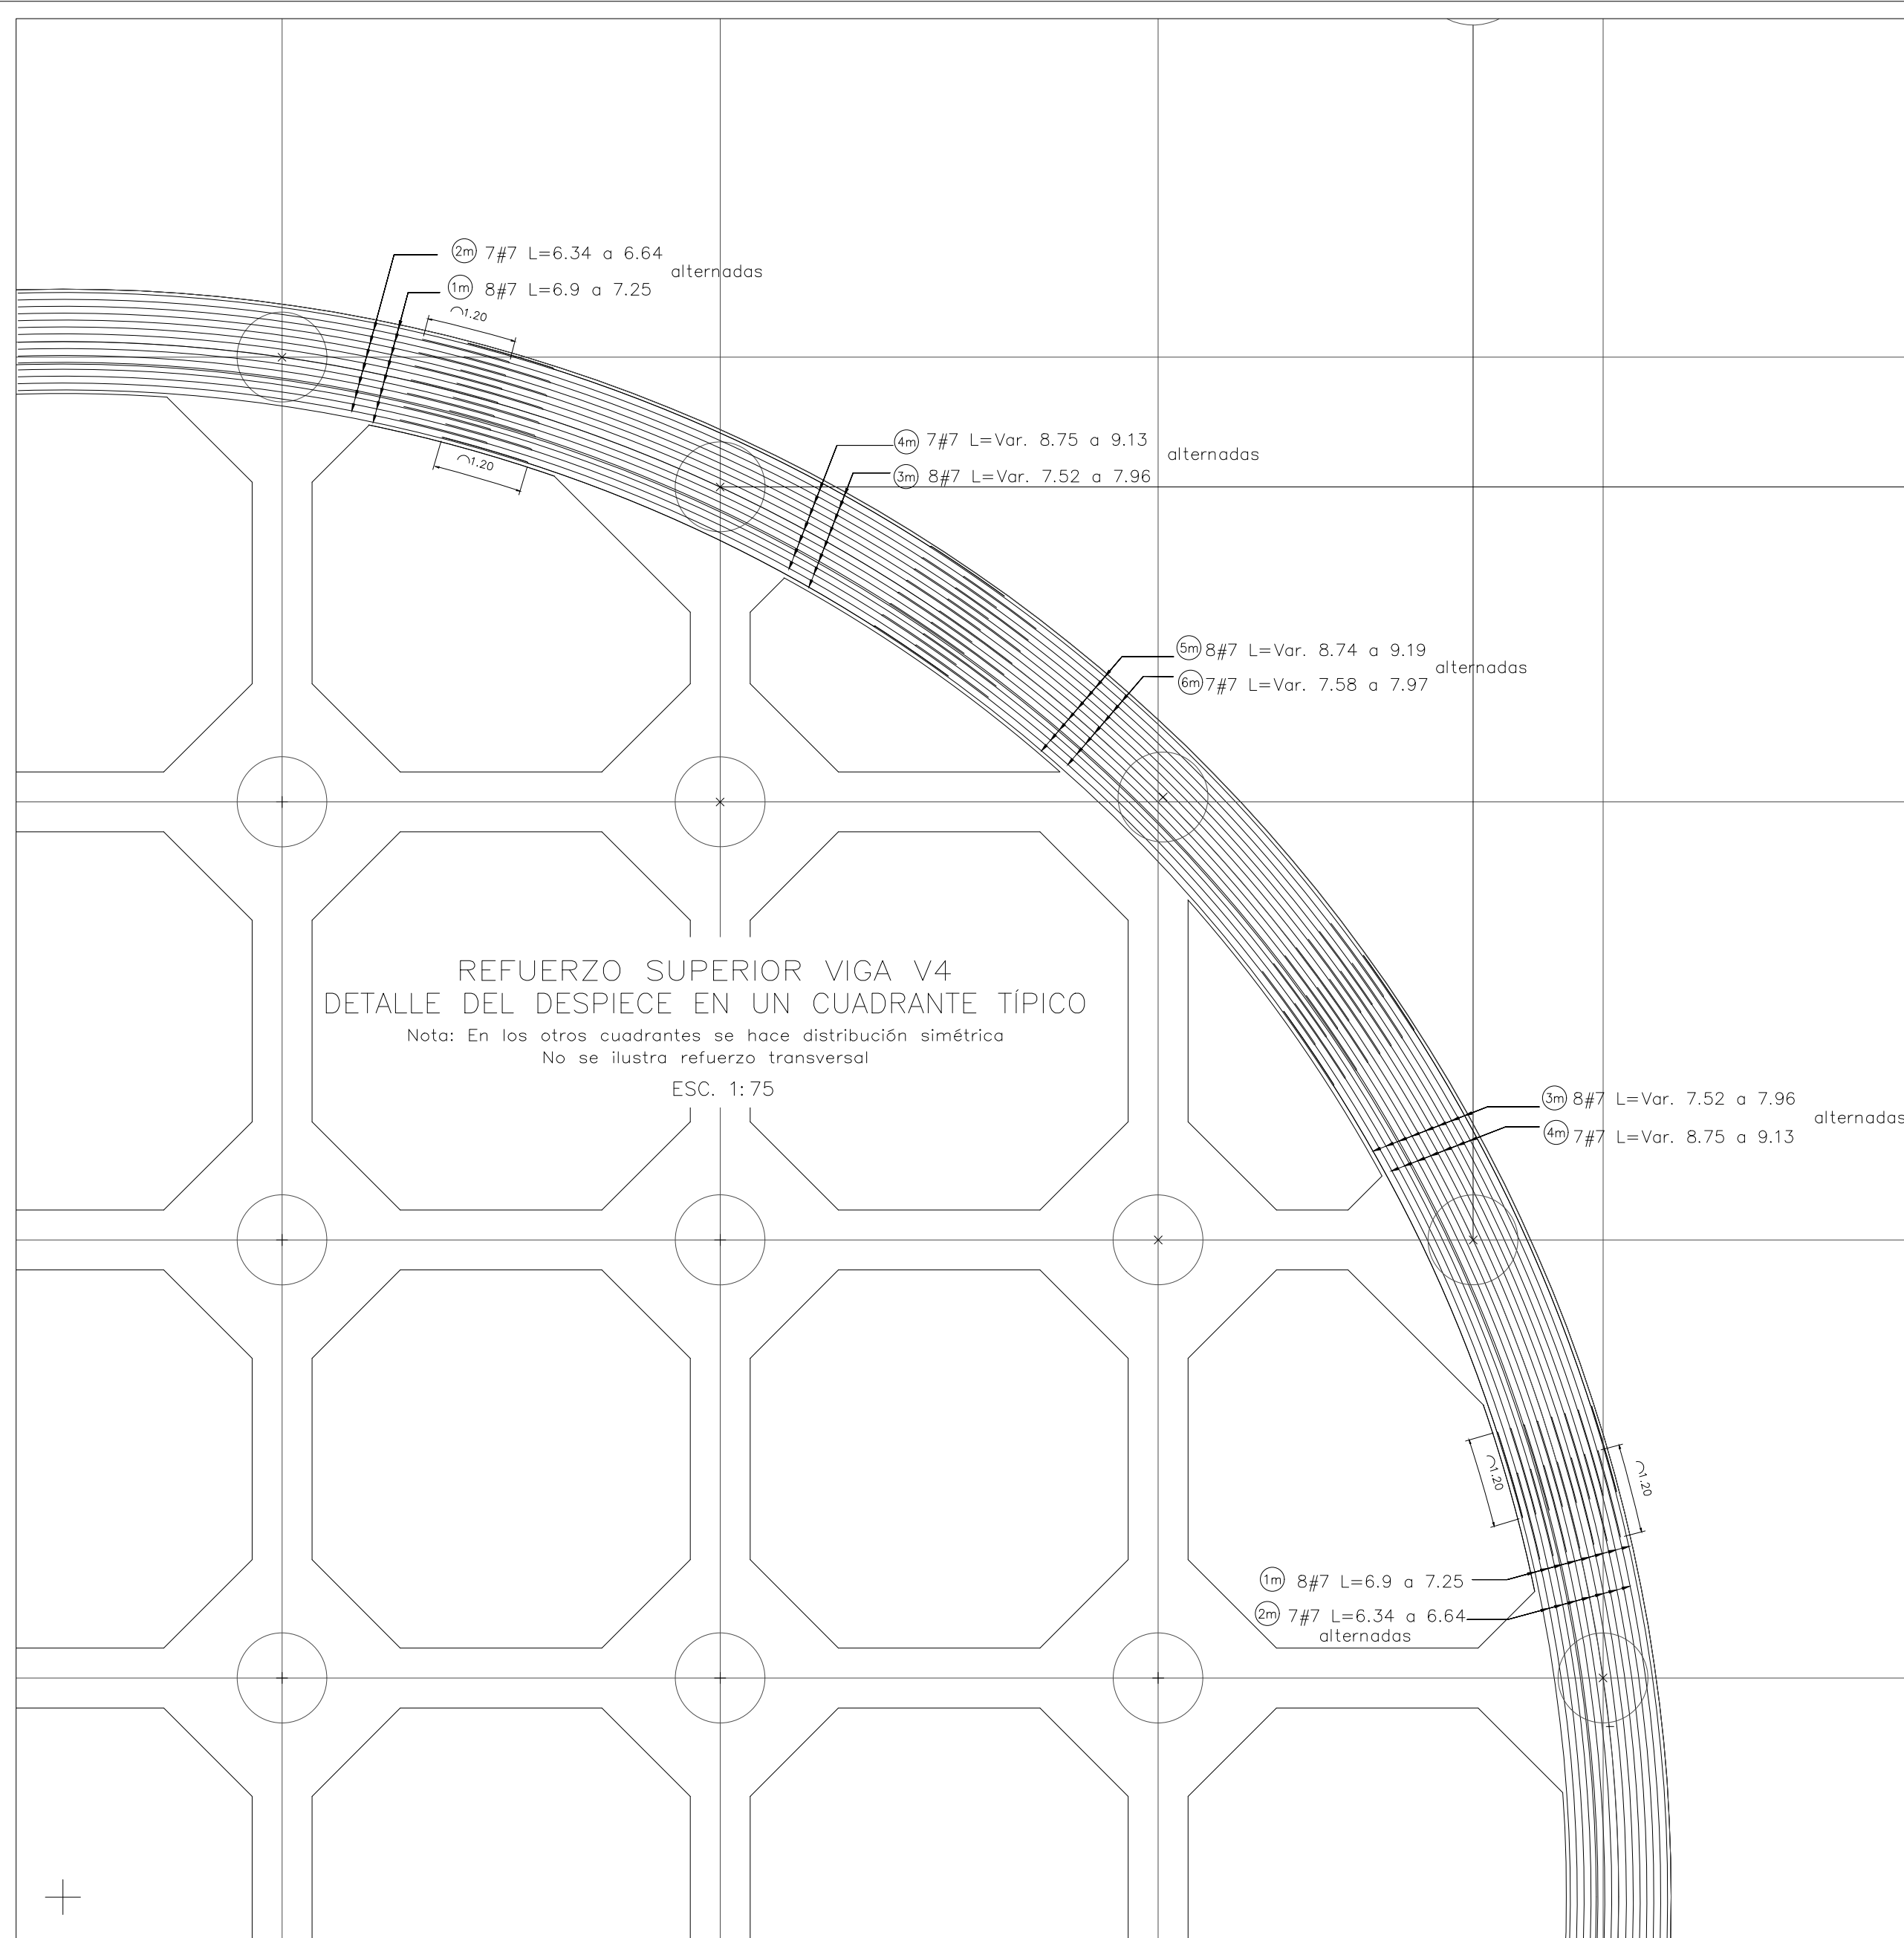 2m 7#7 L=6.34 a 6.64
alternadas
1m 8#7 L=6.9 a 7.25
1.20
1.20
4m 7#7 L=Var. 8.75 a 9.13
alternadas
3m 8#7 L=Var. 7.52 a 7.96
5m 8#7 L=Var. 8.74 a 9.19
alternadas
6m 7#7 L=Var. 7.58 a 7.97
REFUERZO SUPERIOR VIGA V4
DETALLE DEL DESPIECE EN UN CUADRANTE TÍPICO
Nota: En los otros cuadrantes se hace distribución simétrica
No se ilustra refuerzo transversal
ESC. 1:75
3m 8#7 L=Var. 7.52 a 7.96
alternadas
4m 7#7 L=Var. 8.75 a 9.13
1.20
1.20
1m 8#7 L=6.9 a 7.25
2m 7#7 L=6.34 a 6.64
alternadas